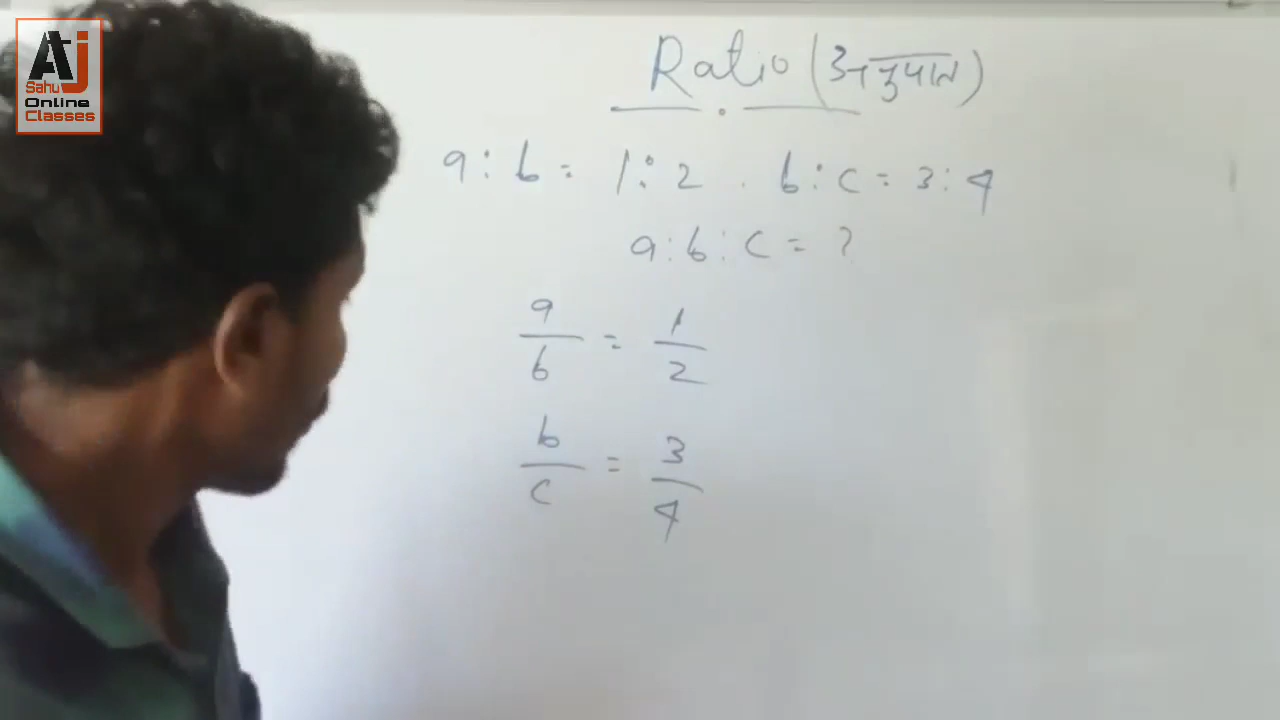 AJ
Sahu
Online
Classes
Ratio (अनुपात)
a : b = 1 : 2 . b : c = 3 : 4
a : b : c = ?
a/b = 1/2
b/c = 3/4